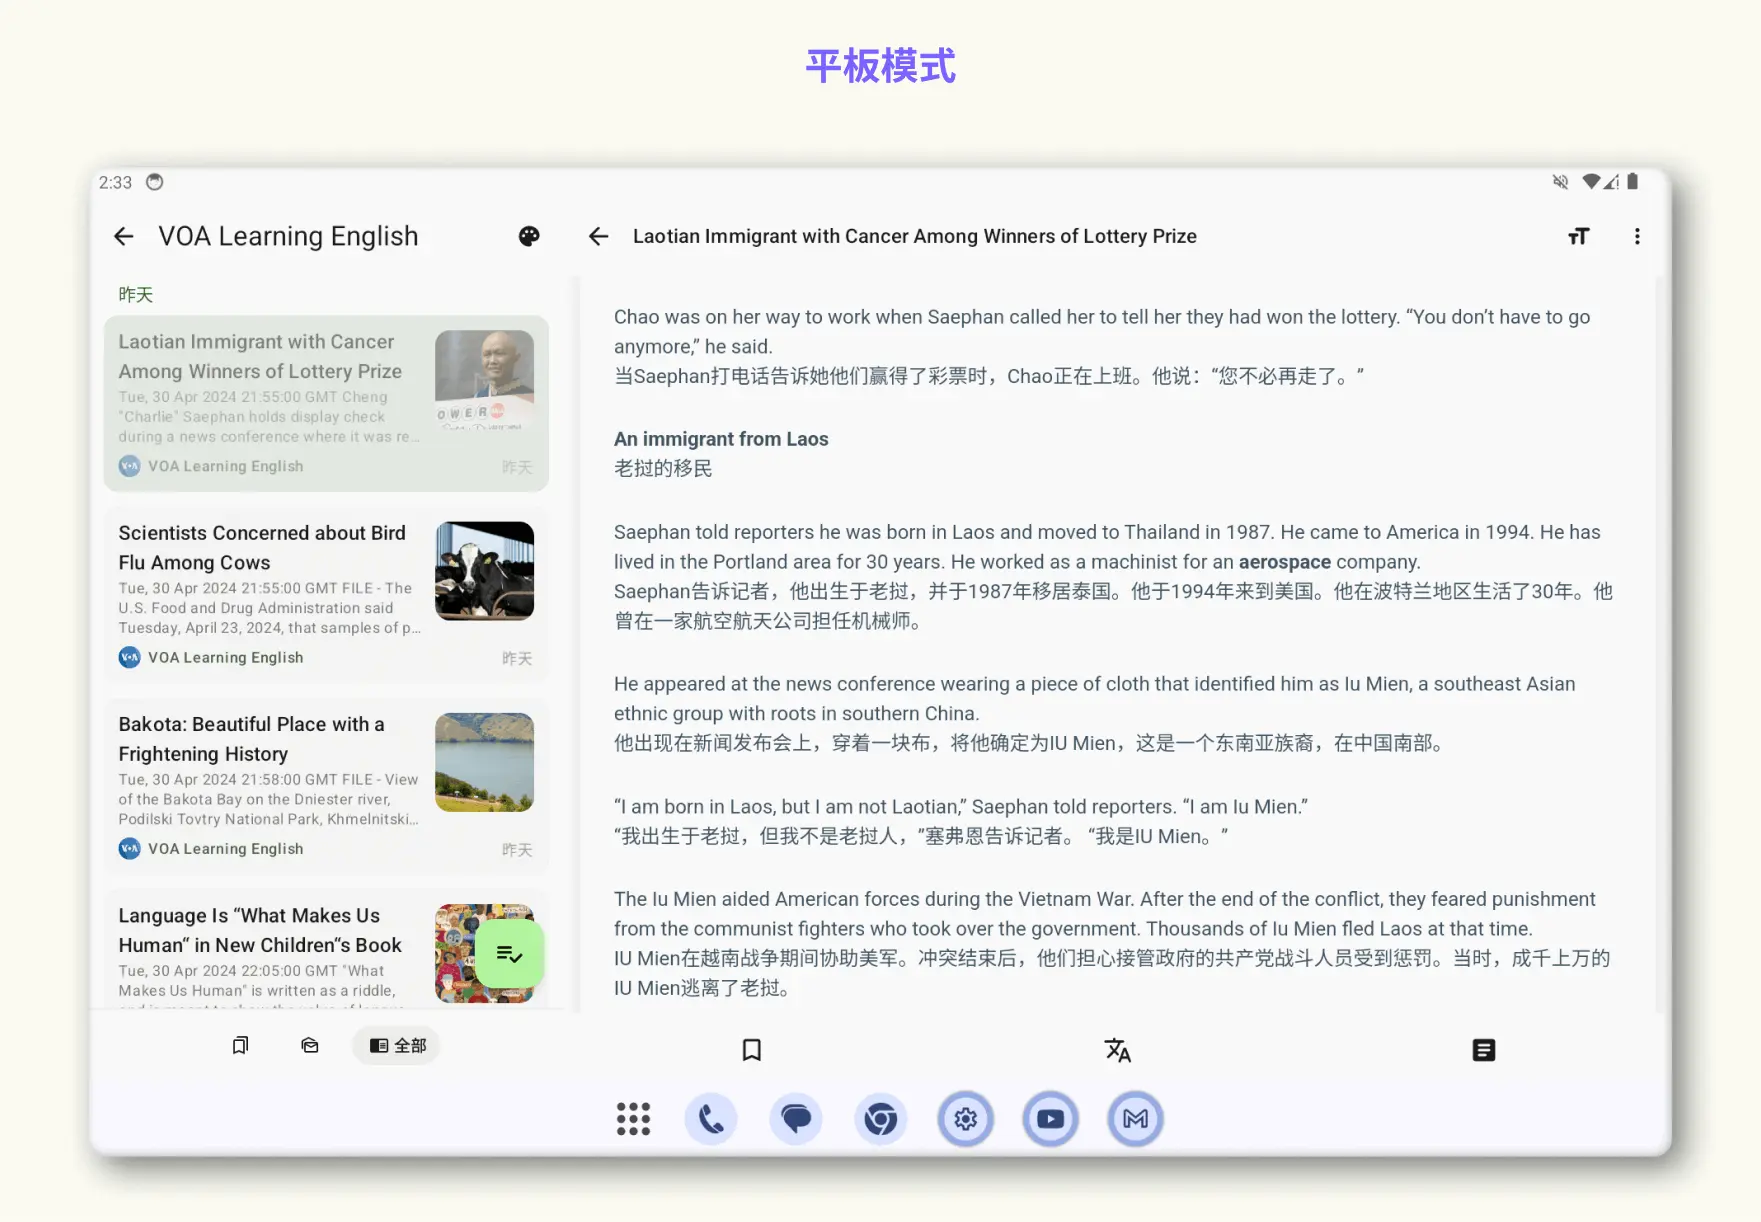 平板模式
2:33
VOA Learning English
昨天
Laotian Immigrant with Cancer
Among Winners of Lottery Prize
Tue, 30 Apr 2024 21:55:00 GMT Cheng
"Charlie" Saephan holds display check
during a news conference where it was re...
VOA Learning English
昨天
OWER
Scientists Concerned about Bird
Flu Among Cows
Tue, 30 Apr 2024 21:55:00 GMT FILE - The
U.S. Food and Drug Administration said
Tuesday, April 23, 2024, that samples of p...
VOA Learning English
昨天
Bakota: Beautiful Place with a
Frightening History
Tue, 30 Apr 2024 21:58:00 GMT FILE - View
of the Bakota Bay on the Dniester river,
Podilski Tovtry National Park, Khmelnitski...
VOA Learning English
昨天
Language Is “What Makes Us
Human“ in New Children“s Book
Tue, 30 Apr 2024 22:05:00 GMT "What
Makes Us Human" is written as a riddle,
全部
Laotian Immigrant with Cancer Among Winners of Lottery Prize
Chao was on her way to work when Saephan called her to tell her they had won the lottery. “You don’t have to go
anymore,” he said.
当Saephan打电话告诉她他们赢得了彩票时，Chao正在上班。他说：“您不必再走了。”
An immigrant from Laos
老挝的移民
Saephan told reporters he was born in Laos and moved to Thailand in 1987. He came to America in 1994. He has
lived in the Portland area for 30 years. He worked as a machinist for an aerospace company.
Saephan告诉记者，他出生于老挝，并于1987年移居泰国。他于1994年来到美国。他在波特兰地区生活了30年。他
曾在一家航空航天公司担任机械师。
He appeared at the news conference wearing a piece of cloth that identified him as Iu Mien, a southeast Asian
ethnic group with roots in southern China.
他出现在新闻发布会上，穿着一块布，将他确定为IU Mien，这是一个东南亚族裔，在中国南部。
“I am born in Laos, but I am not Laotian,” Saephan told reporters. “I am Iu Mien.”
“我出生于老挝，但我不是老挝人，”塞弗恩告诉记者。 “我是IU Mien。”
The Iu Mien aided American forces during the Vietnam War. After the end of the conflict, they feared punishment
from the communist fighters who took over the government. Thousands of Iu Mien fled Laos at that time.
IU Mien在越南战争期间协助美军。冲突结束后，他们担心接管政府的共产党战斗人员受到惩罚。当时，成千上万的
IU Mien逃离了老挝。